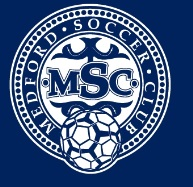 MEDFORD · SOCCER · CLUB
·MSC·